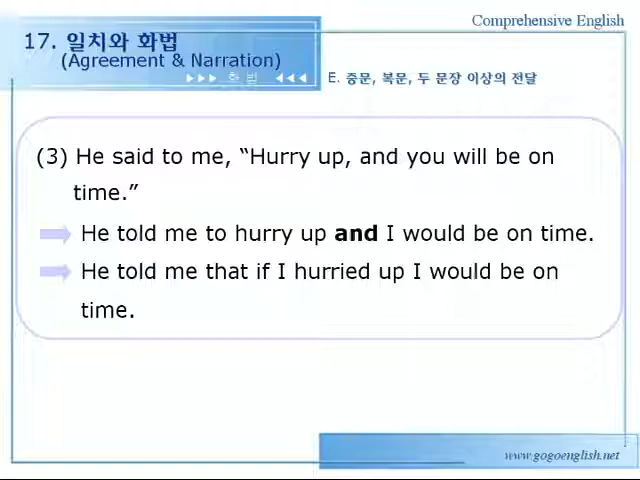 Comprehensive English
17. 일치와 화법
(Agreement & Narration)
▶▶▶ 화 법 ◀◀◀
E. 중문, 복문, 두 문장 이상의 전달
(3) He said to me, “Hurry up, and you will be on
time.”
He told me to hurry up and I would be on time.
He told me that if I hurried up I would be on
time.
www.gogoenglish.net